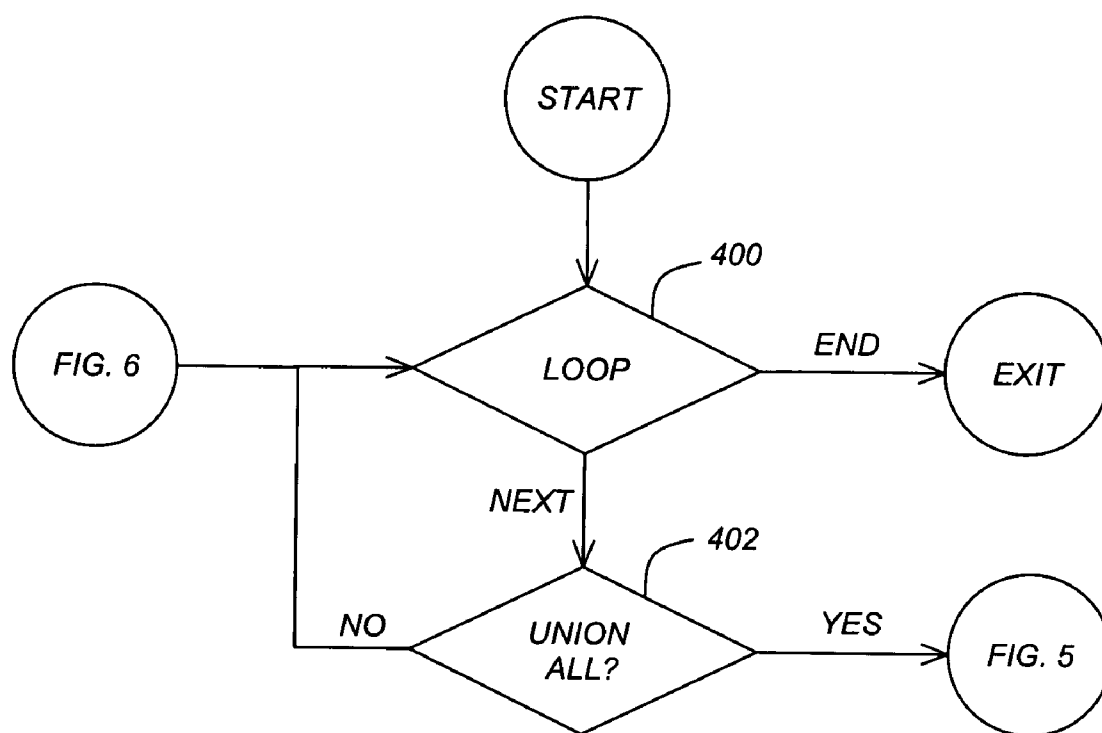 START
400
FIG. 6
LOOP
END
EXIT
NEXT
402
NO
UNION
ALL?
YES
FIG. 5